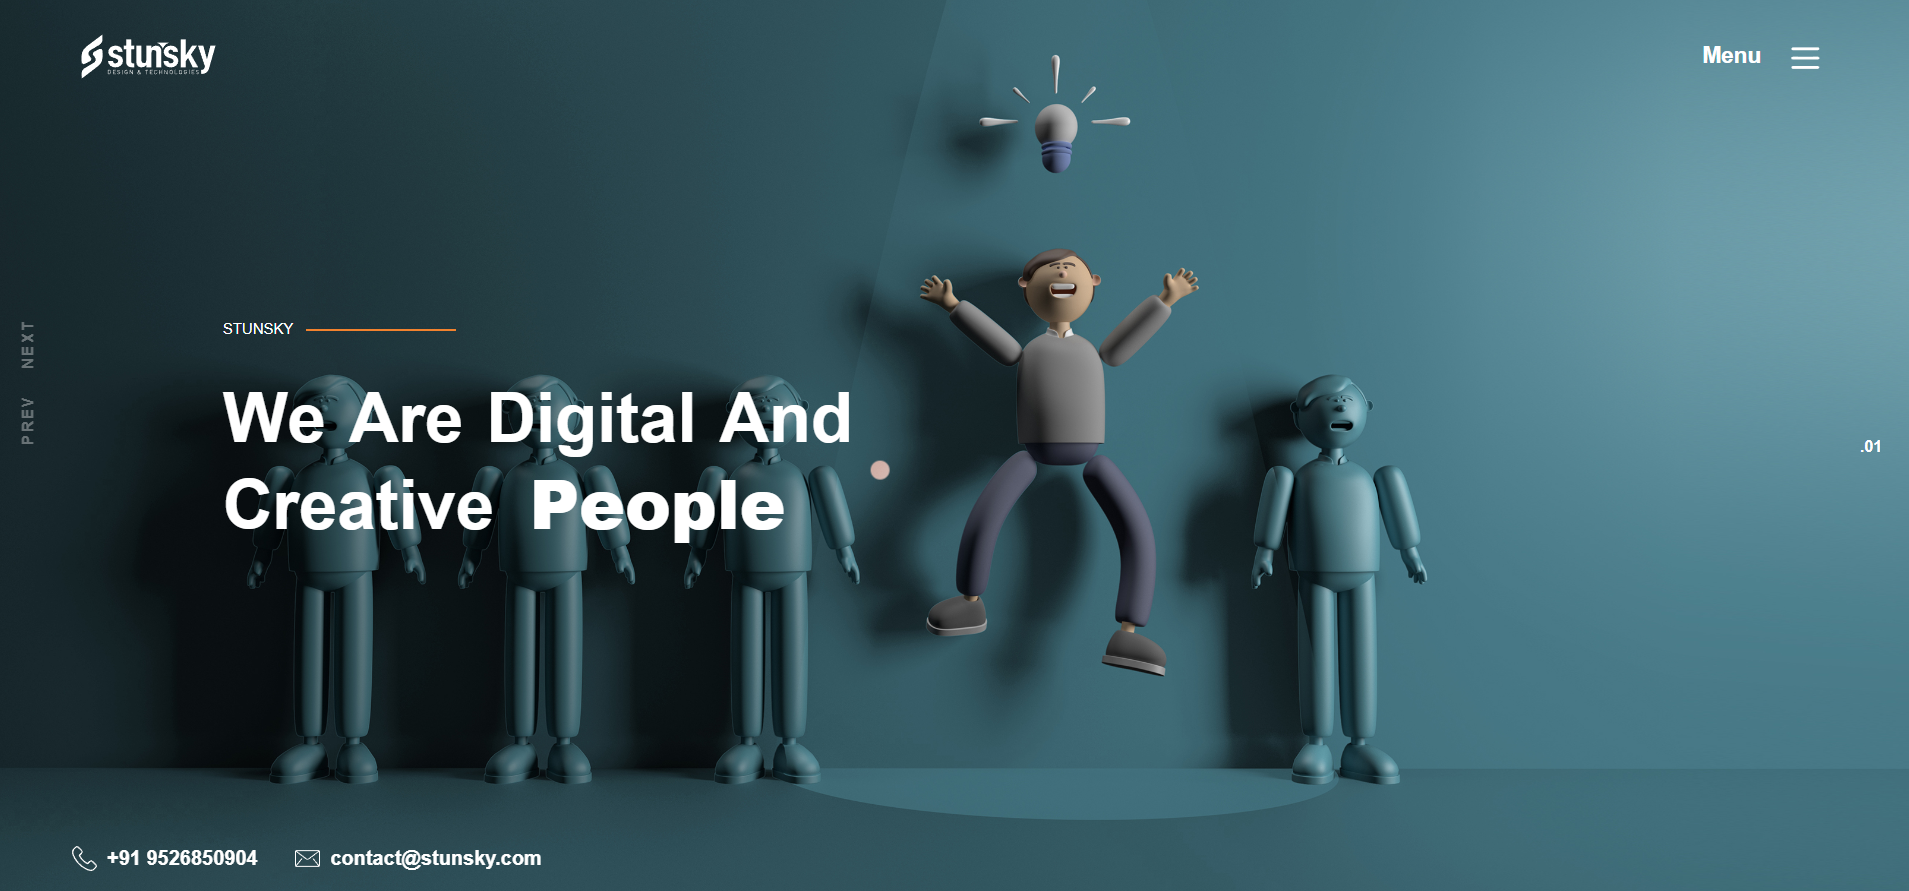 stunsky
DESIGN & TECHNOLOGIES
Menu
STUNSKY
We Are Digital And
Creative People
PREV NEXT
.01
+91 9526850904
contact@stunsky.com